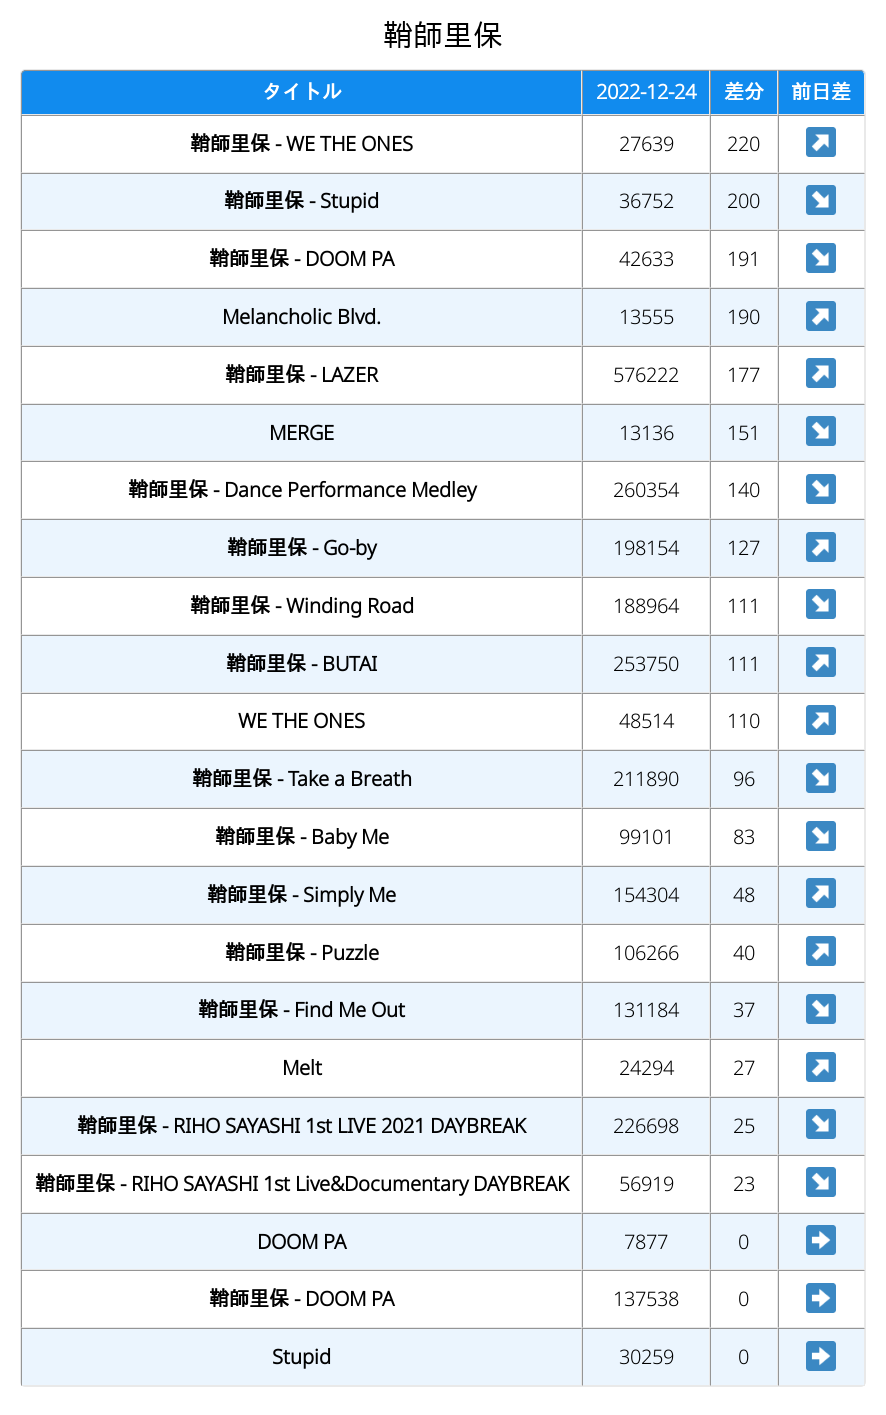 鞘師里保
タイトル 2022-12-24 差分 前日差
鞘師里保 - WE THE ONES 27639 220 ↗
鞘師里保 - Stupid 36752 200 ↘
鞘師里保 - DOOM PA 42633 191 ↘
Melancholic Blvd. 13555 190 ↗
鞘師里保 - LAZER 576222 177 ↗
MERGE 13136 151 ↘
鞘師里保 - Dance Performance Medley 260354 140 ↘
鞘師里保 - Go-by 198154 127 ↗
鞘師里保 - Winding Road 188964 111 ↘
鞘師里保 - BUTAI 253750 111 ↗
WE THE ONES 48514 110 ↗
鞘師里保 - Take a Breath 211890 96 ↘
鞘師里保 - Baby Me 99101 83 ↘
鞘師里保 - Simply Me 154304 48 ↗
鞘師里保 - Puzzle 106266 40 ↗
鞘師里保 - Find Me Out 131184 37 ↘
Melt 24294 27 ↗
鞘師里保 - RIHO SAYASHI 1st LIVE 2021 DAYBREAK 226698 25 ↘
鞘師里保 - RIHO SAYASHI 1st Live&Documentary DAYBREAK 56919 23 ↘
DOOM PA 7877 0 ➡
鞘師里保 - DOOM PA 137538 0 ➡
Stupid 30259 0 ➡